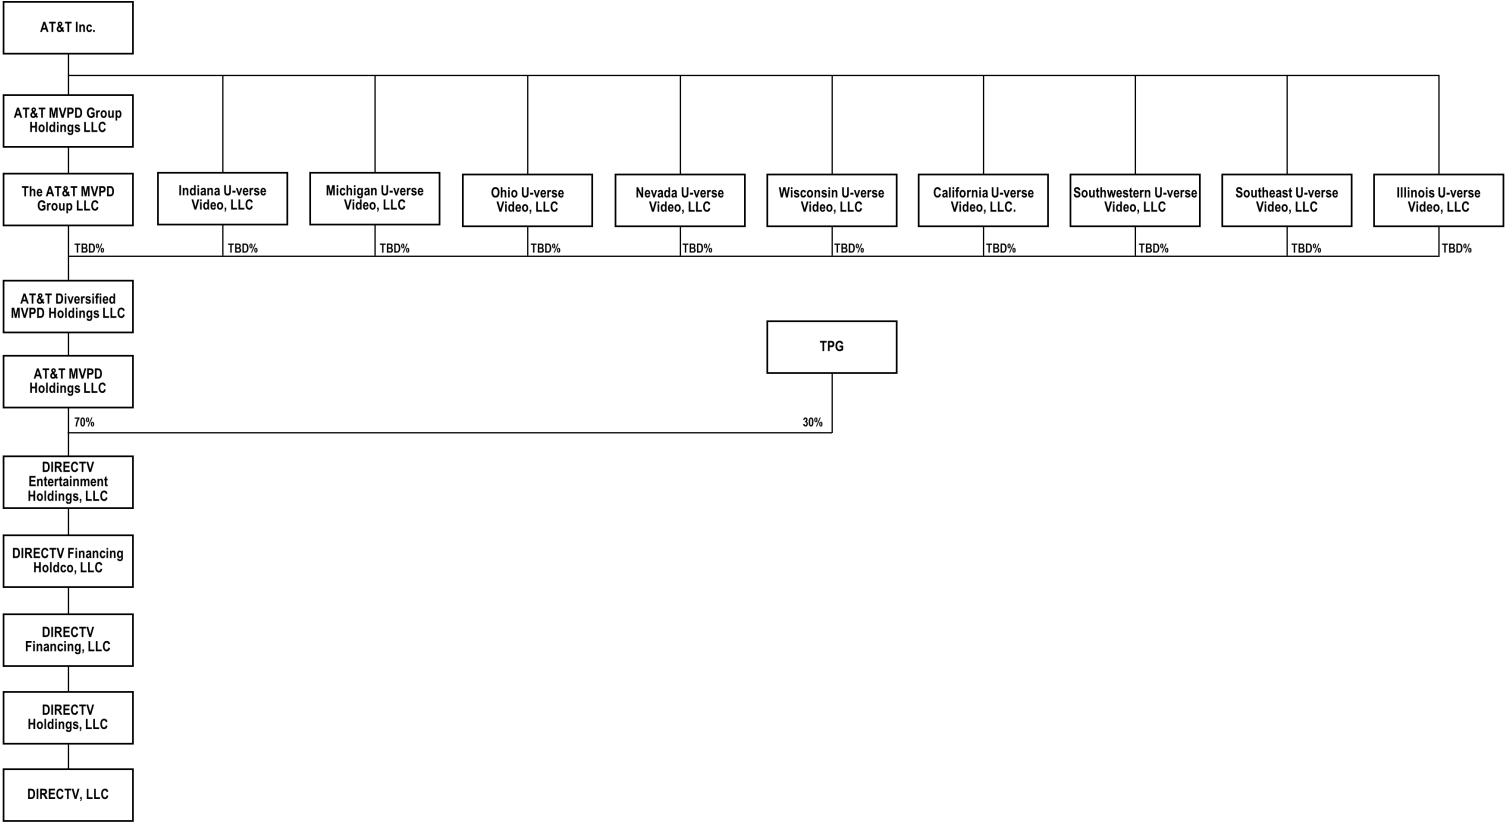 AT&T Inc.
AT&T MVPD Group
Holdings LLC
The AT&T MVPD
Group LLC
Indiana U-verse
Video, LLC
Michigan U-verse
Video, LLC
Ohio U-verse
Video, LLC
Nevada U-verse
Video, LLC
Wisconsin U-verse
Video, LLC
California U-verse
Video, LLC.
Southwestern U-verse
Video, LLC
Southeast U-verse
Video, LLC
Illinois U-verse
Video, LLC
TBD%
TBD%
TBD%
TBD%
TBD%
TBD%
TBD%
TBD%
TBD%
TBD%
AT&T Diversified
MVPD Holdings LLC
TPG
AT&T MVPD
Holdings LLC
70%
30%
DIRECTV
Entertainment
Holdings, LLC
DIRECTV Financing
Holdco, LLC
DIRECTV
Financing, LLC
DIRECTV
Holdings, LLC
DIRECTV, LLC